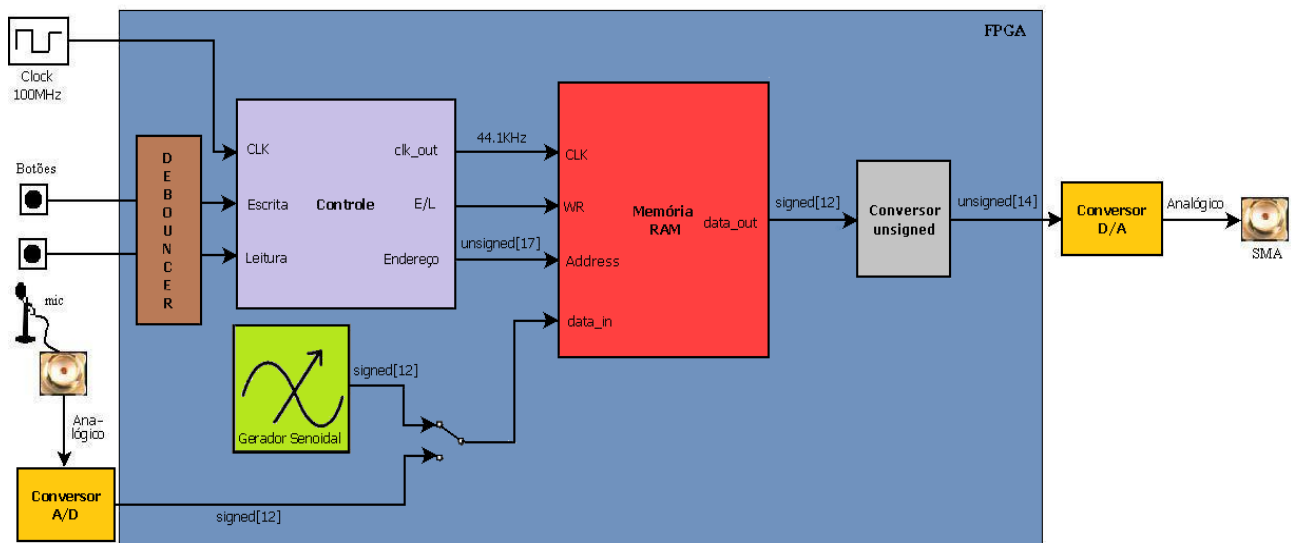 FPGA
Clock
100MHz
Botões
mic
Ana-
lógico
Conversor
A/D
D
E
B
O
U
N
C
E
R
CLK
Escrita
Leitura
Controle
clk_out
E/L
Endereço
44.1KHz
unsigned[17]
Gerador Senoidal
signed[12]
signed[12]
CLK
WR
Address
data_in
Memória
RAM
data_out
signed[12]
Conversor
unsigned
unsigned[14]
Conversor
D/A
Analógico
SMA